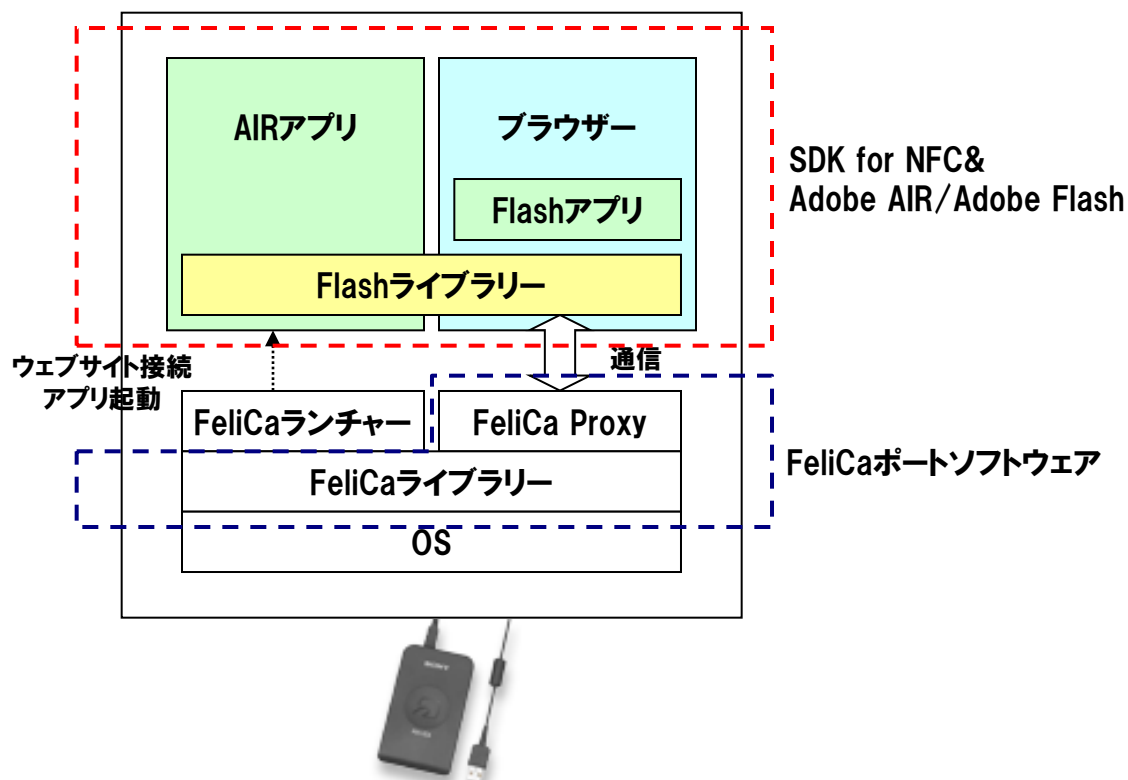 AIRアプリ
ブラウザー
Flashアプリ
Flashライブラリー
SDK for NFC&
Adobe AIR/Adobe Flash
ウェブサイト接続
アプリ起動
通信
FeliCaランチャー
FeliCa Proxy
FeliCaライブラリー
FeliCaポートソフトウェア
OS
SONY